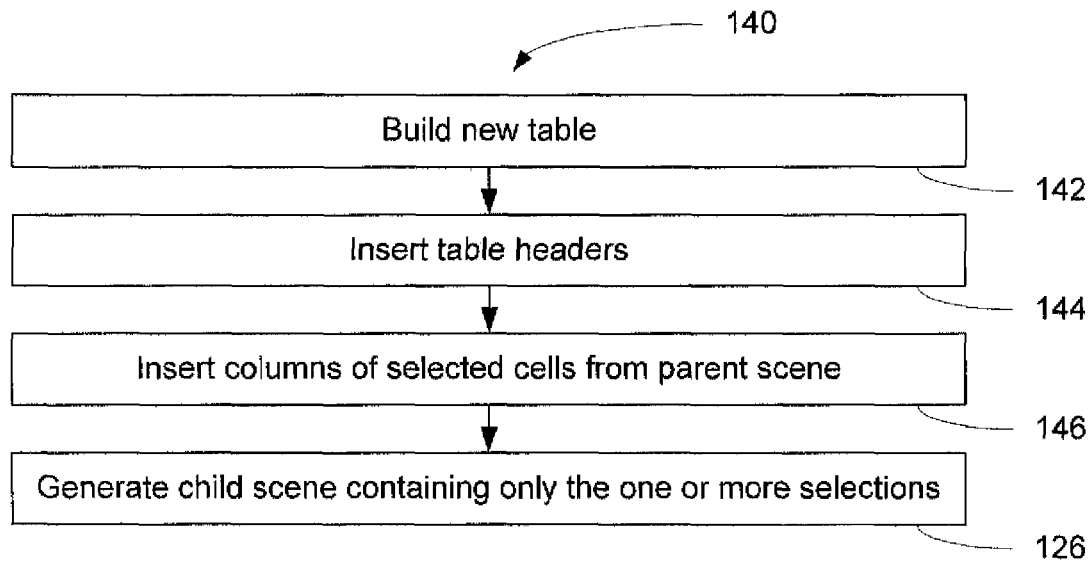 140
Build new table
142
Insert table headers
144
Insert columns of selected cells from parent scene
146
Generate child scene containing only the one or more selections
126